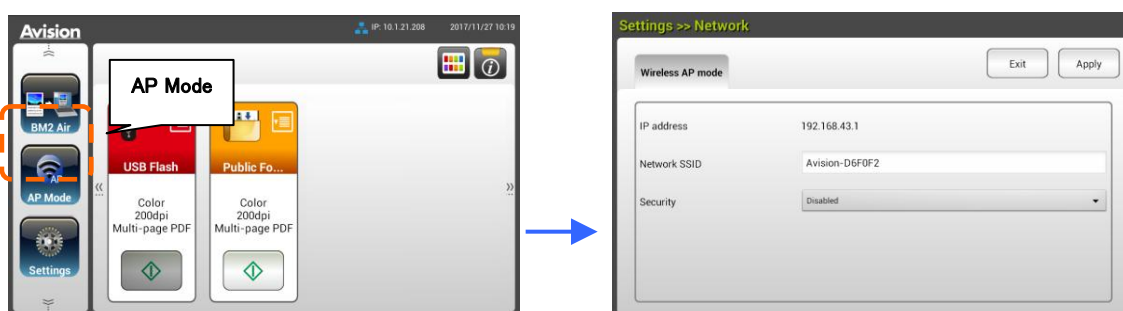 Avision
IP: 10.1.21.208 2017/11/27 10:19
BM2 Air
AP
AP Mode
Settings
AP Mode
USB Flash
Color
200dpi
Multi-page PDF
Public Fo...
Color
200dpi
Multi-page PDF
Settings >> Network
Wireless AP mode
Exit
Apply
IP address 192.168.43.1
Network SSID Avision-D6F0F2
Security Disabled